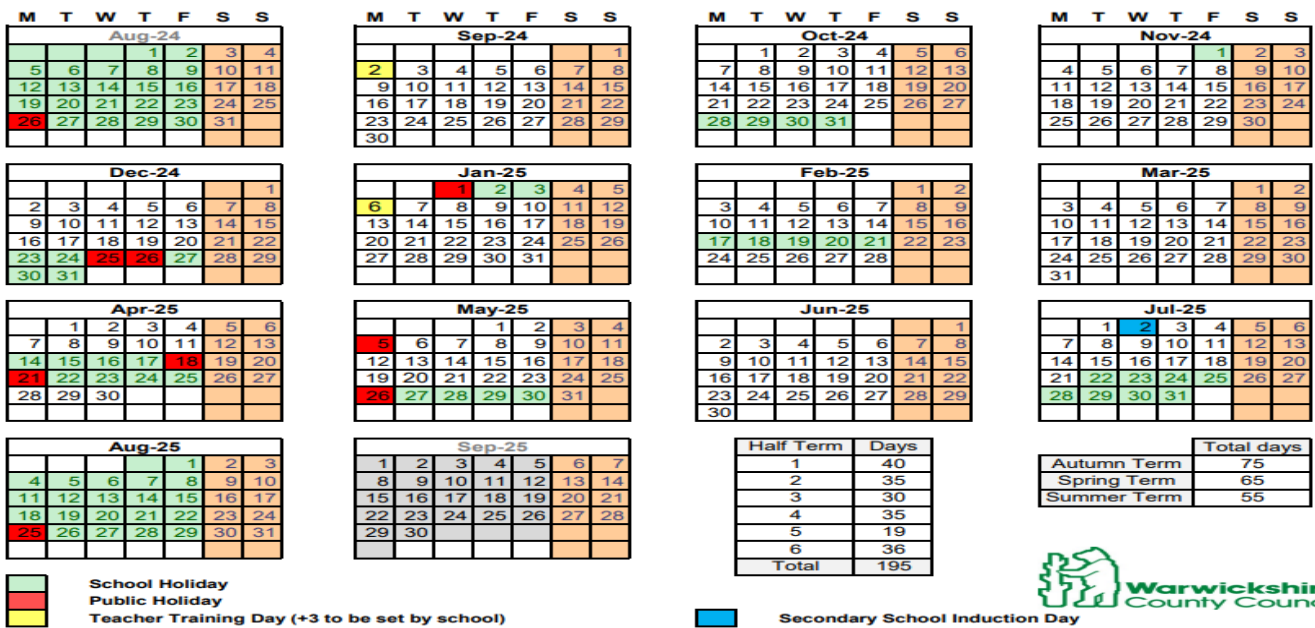 M T W T F S S
Aug-24
1 2 3 4
5 6 7 8 9 10 11
12 13 14 15 16 17 18
19 20 21 22 23 24 25
26 27 28 29 30 31
M T W T F S S
Sep-24
1
2 3 4 5 6 7 8
9 10 11 12 13 14 15
16 17 18 19 20 21 22
23 24 25 26 27 28 29
30
M T W T F S S
Oct-24
1 2 3 4 5 6
7 8 9 10 11 12 13
14 15 16 17 18 19 20
21 22 23 24 25 26 27
28 29 30 31
M T W T F S S
Nov-24
1 2 3
4 5 6 7 8 9 10
11 12 13 14 15 16 17
18 19 20 21 22 23 24
25 26 27 28 29 30
Dec-24
1
2 3 4 5 6 7 8
9 10 11 12 13 14 15
16 17 18 19 20 21 22
23 24 25 26 27 28 29
30 31
Jan-25
1 2 3 4 5
6 7 8 9 10 11 12
13 14 15 16 17 18 19
20 21 22 23 24 25 26
27 28 29 30 31
Feb-25
1 2
3 4 5 6 7 8 9
10 11 12 13 14 15 16
17 18 19 20 21 22 23
24 25 26 27 28
Mar-25
1 2
3 4 5 6 7 8 9
10 11 12 13 14 15 16
17 18 19 20 21 22 23
24 25 26 27 28 29 30
31
Apr-25
1 2 3 4 5 6
7 8 9 10 11 12 13
14 15 16 17 18 19 20
21 22 23 24 25 26 27
28 29 30
May-25
1 2 3 4
5 6 7 8 9 10 11
12 13 14 15 16 17 18
19 20 21 22 23 24 25
26 27 28 29 30 31
Jun-25
1
2 3 4 5 6 7 8
9 10 11 12 13 14 15
16 17 18 19 20 21 22
23 24 25 26 27 28 29
30
Jul-25
1 2 3 4 5 6
7 8 9 10 11 12 13
14 15 16 17 18 19 20
21 22 23 24 25 26 27
28 29 30 31
Aug-25
1 2 3
4 5 6 7 8 9 10
11 12 13 14 15 16 17
18 19 20 21 22 23 24
25 26 27 28 29 30 31
Sep-25
1 2 3 4 5 6 7
8 9 10 11 12 13 14
15 16 17 18 19 20 21
22 23 24 25 26 27 28
29 30
Half Term Days
1 40
2 35
3 30
4 35
5 19
6 36
Total 195
Total days
Autumn Term 75
Spring Term 65
Summer Term 55
School Holiday
Public Holiday
Teacher Training Day (+3 to be set by school)
Secondary School Induction Day
Warwickshir
County Counc